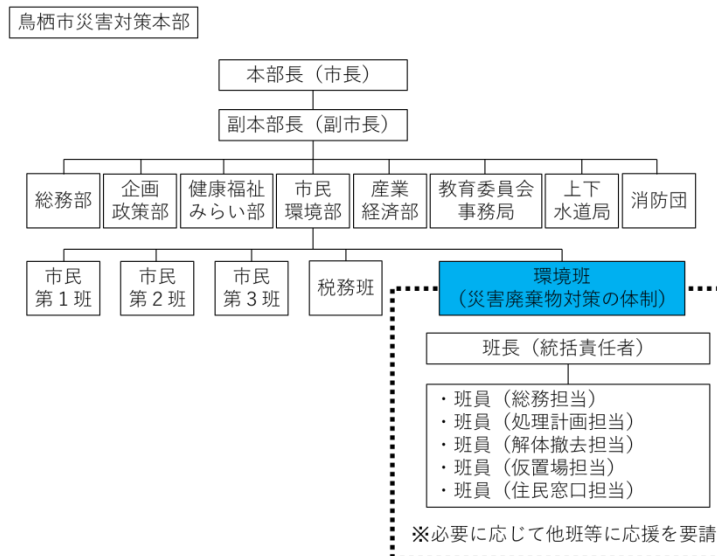 鳥栖市災害対策本部
本部長（市長）
副本部長（副市長）
総務部
企画
政策部
健康福祉
みらい部
市民
環境部
産業
経済部
教育委員会
事務局
上下
水道局
消防団
市民
第１班
市民
第２班
市民
第３班
税務班
環境班
（災害廃棄物対策の体制）
班長（統括責任者）
・班員（総務担当）
・班員（処理計画担当）
・班員（解体撤去担当）
・班員（仮置場担当）
・班員（住民窓口担当）
※必要に応じて他班等に応援を要請